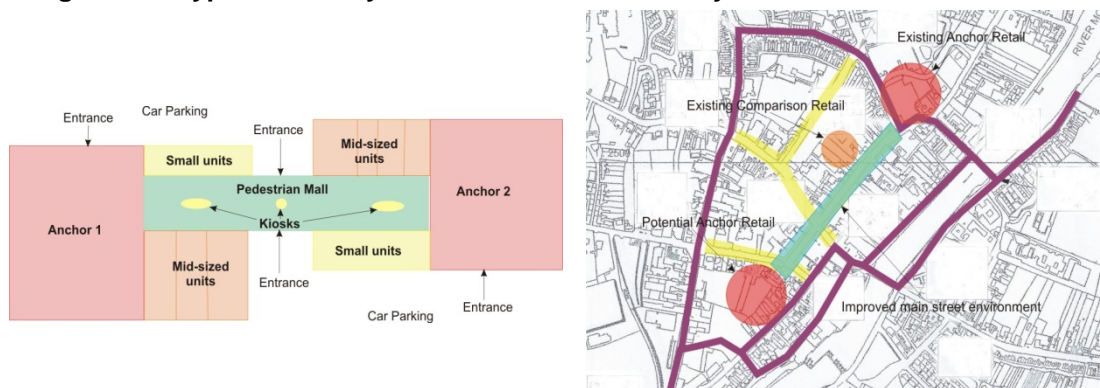 Car Parking
Entrance
Entrance
Small units
Mid-sized
units
Pedestrian Mall
Anchor 1
Anchor 2
Kiosks
Mid-sized
units
Small units
Entrance
Car Parking
Entrance
Existing Anchor Retail
Existing Comparison Retail
Potential Anchor Retail
Improved main street environment